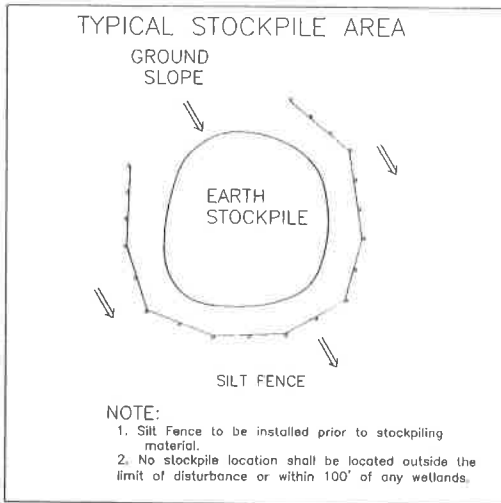 TYPICAL STOCKPILE AREA
GROUND
SLOPE
EARTH
STOCKPILE
SILT FENCE
NOTE:
1. Silt Fence to be installed prior to stockpiling
material.
2. No stockpile location shall be located outside the
limit of disturbance or within 100' of any wetlands.